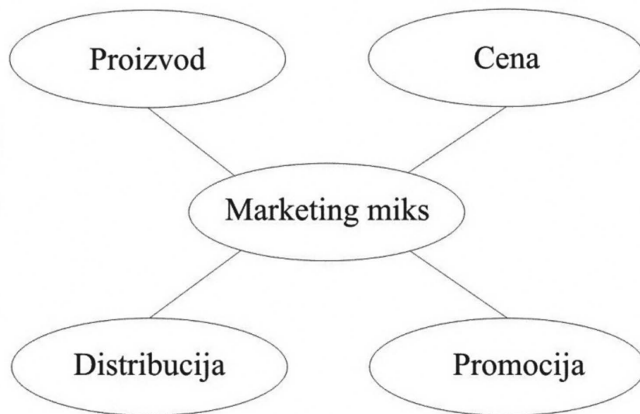 Proizvod
Cena
Marketing miks
Distribucija
Promocija